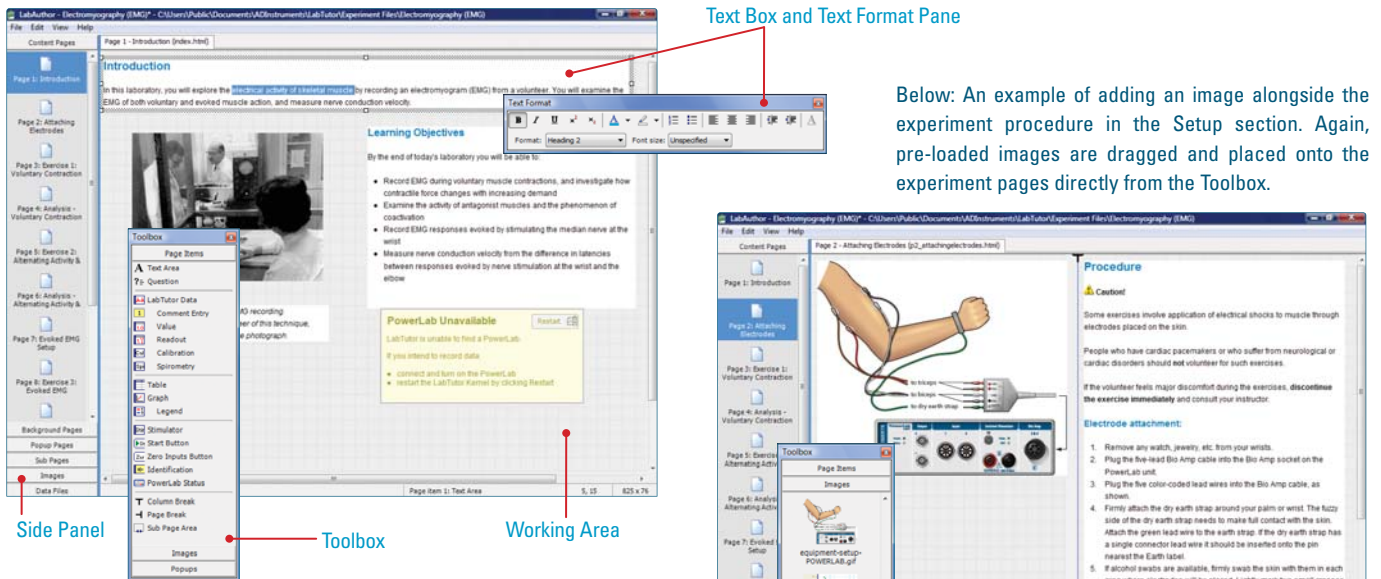 Text Box and Text Format Pane
LabAuthor - Electromyography (EMG)* - C:\Users\Public\Documents\ADInstruments\LabTutor\Experiment Files\Electromyography (EMG)
File Edit View Help
Content Pages
Page 1 - Introduction (index.html)
Page 1: Introduction
Page 2: Attaching
Electrodes
Page 3: Exercise 1:
Voluntary Contraction
Page 4: Analysis -
Voluntary Contraction
Page 5: Exercise 2:
Alternating Activity &
Page 6: Analysis -
Alternating Activity &
Page 7: Evoked EMG
Setup
Page 8: Exercise 3:
Evoked EMG
Background Pages
Popup Pages
Sub Pages
Images
Data Files
Introduction
In this laboratory, you will explore the electrical activity of skeletal muscle by recording an electromyogram (EMG) from a volunteer. You will examine the
EMG of both voluntary and evoked muscle action, and measure nerve conduction velocity.
Text Format
B I U x² x,
A
Format: Heading 2 Font size: Unspecified
Learning Objectives
By the end of today's laboratory you will be able to:
• Record EMG during voluntary muscle contractions, and investigate how
contractile force changes with increasing demand
• Examine the activity of antagonist muscles and the phenomenon of
coactivation
• Record EMG responses evoked by stimulating the median nerve at the
wrist
• Measure nerve conduction velocity from the difference in latencies
between responses evoked by nerve stimulation at the wrist and the
elbow
recording
of this technique,
photograph
PowerLab Unavailable
Restart
LabTutor is unable to find a PowerLab.
If you intend to record data
• connect and turn on the PowerLab
• restart the LabTutor Kernel by clicking Restart
Toolbox
Page Items
Text Area
Question
LabTutor Data
Comment Entry
Value
Readout
Calibration
Spirometry
Table
Graph
Legend
Stimulator
Start Button
Zero Inputs Button
Identification
PowerLab Status
Column Break
Page Break
Sub Page Area
Images
Popups
Page item 1: Text Area
5, 15
825 x 76
Side Panel
Toolbox
Working Area
Below: An example of adding an image alongside the
experiment procedure in the Setup section. Again,
pre-loaded images are dragged and placed onto the
experiment pages directly from the Toolbox.
LabAuthor - Electromyography (EMG)* - C:\Users\Public\Documents\ADInstruments\LabTutor\Experiment Files\Electromyography (EMG)
File Edit View Help
Content Pages
Page 2 - Attaching Electrodes (p2_attachingelectrodes.html)
Page 1: Introduction
Page 2: Attaching
Electrodes
Page 3: Exercise 1:
Voluntary Contraction
Page 4: Analysis -
Voluntary Contraction
Page 5: Exercise
Alternating Activ
Page 6: Analysi
Alternating Activ
Page 7: Evoked
Setup
to biceps
to biceps
to dry earth strap
Toolbox
Page Items
Images
equipment-setup-
POWERLAB.gif
Procedure
Caution!
Some exercises involve application of electrical shocks to muscle through
electrodes placed on the skin.
People who have cardiac pacemakers or who suffer from neurological or
cardiac disorders should not volunteer for such exercises.
If the volunteer feels major discomfort during the exercises, discontinue
the exercise immediately and consult your instructor.
Electrode attachment:
1. Remove any watch, jewelry, etc. from your wrists.
2. Plug the five-lead Bio Amp cable into the Bio Amp socket on the
PowerLab unit.
3. Plug the five color-coded lead wires into the Bio Amp cable, as
shown.
4. Firmly attach the dry earth strap around your palm or wrist. The fuzzy
side of the dry earth strap needs to make full contact with the skin.
Attach the green lead wire to the earth strap. If the dry earth strap has
a single connector lead wire it should be inserted onto the pin
nearest the Earth label.
5. If alcohol swabs are available, firmly swab the skin with them in each